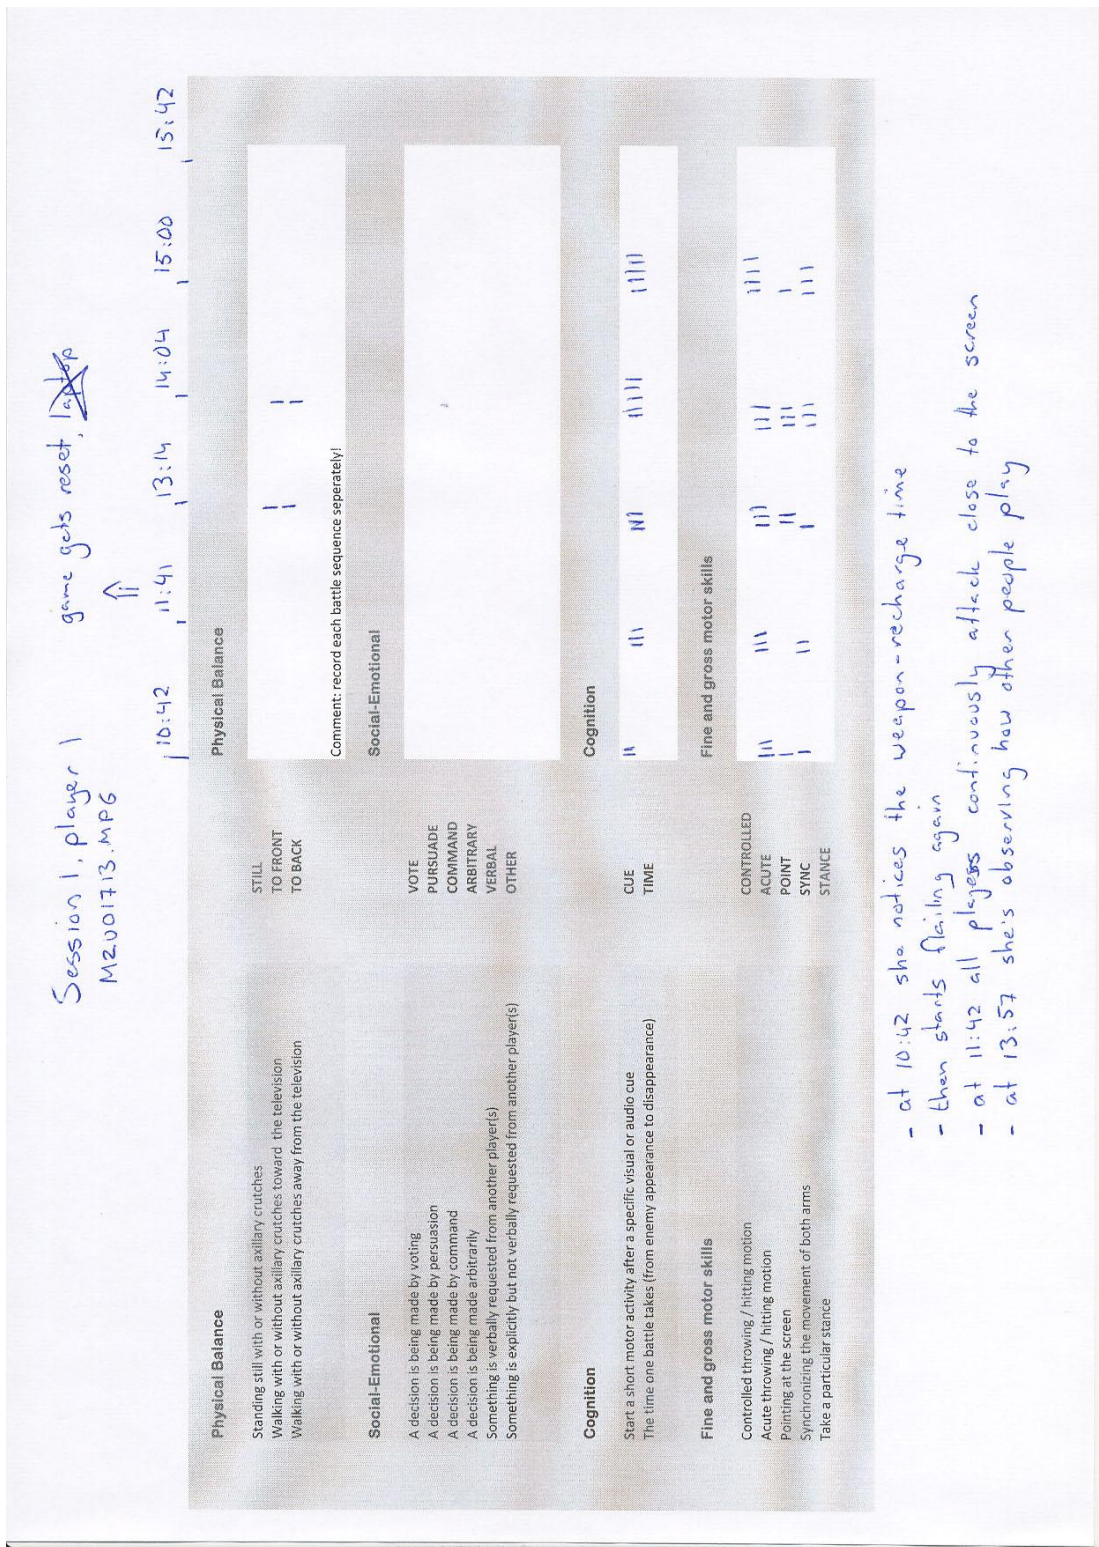 Session 1, player 1
M2U01713.MPG
game gets reset, laptop
⇑
10:42 11:41 13:14 14:04 15:00 15:42
Physical Balance Physical Balance
Standing still with or without axillary crutches STILL
Walking with or without axillary crutches toward the television TO FRONT | |
Walking with or without axillary crutches away from the television TO BACK | |
Comment: record each battle sequence seperately!
Social-Emotional Social-Emotional
A decision is being made by voting VOTE
A decision is being made by persuasion PURSUADE
A decision is being made by command COMMAND
A decision is being made arbitrarily ARBITRARY
Something is verbally requested from another player(s) VERBAL
Something is explicitly but not verbally requested from another player(s) OTHER
Cognition Cognition
Start a short motor activity after a specific visual or audio cue CUE
The time one battle takes (from enemy appearance to disappearance) TIME
Fine and gross motor skills Fine and gross motor skills
Controlled throwing / hitting motion CONTROLLED
Acute throwing / hitting motion ACUTE
Pointing at the screen POINT
Synchronizing the movement of both arms SYNC
Take a particular stance STANCE
- at 10:42 she notices the weapon-recharge time
- then starts flailing again
- at 11:42 all players continuously attack close to the screen
- at 13:57 she's observing how other people play